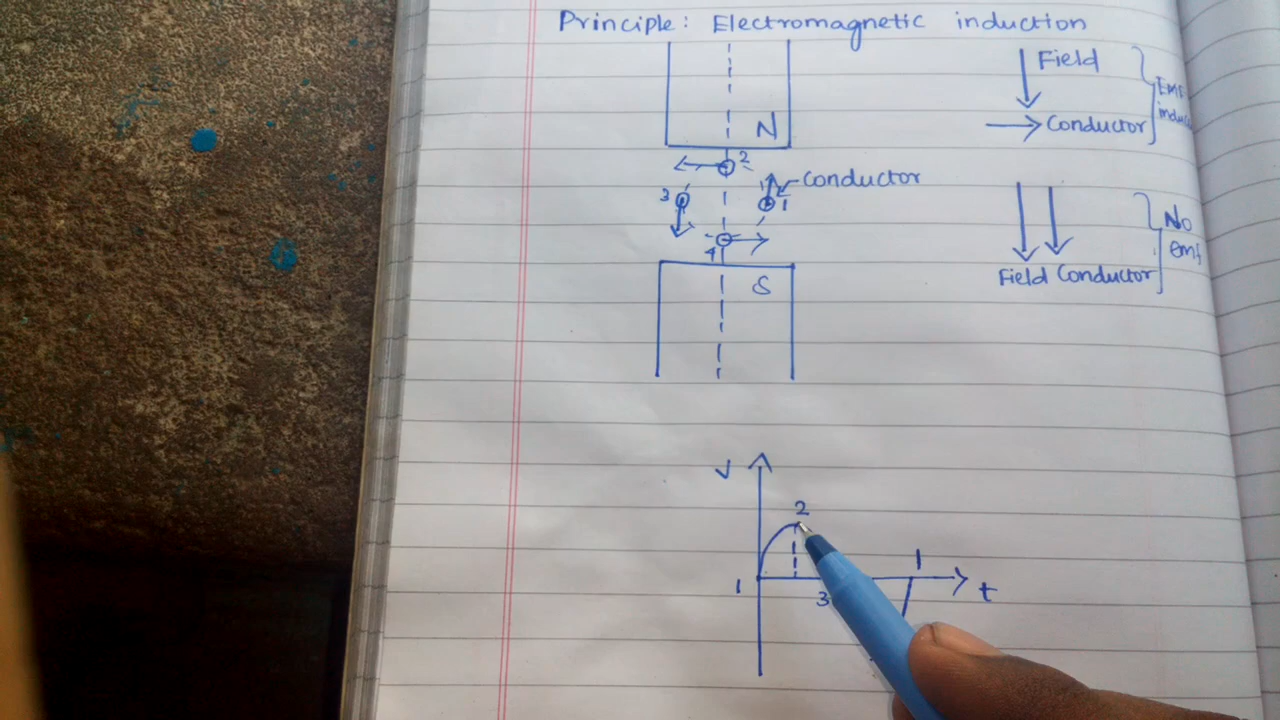 Principle: Electromagnetic induction
Field
Conductor
N
2
Conductor
3
1
4
S
No
emf
Field Conductor
V
2
1
3
1
t